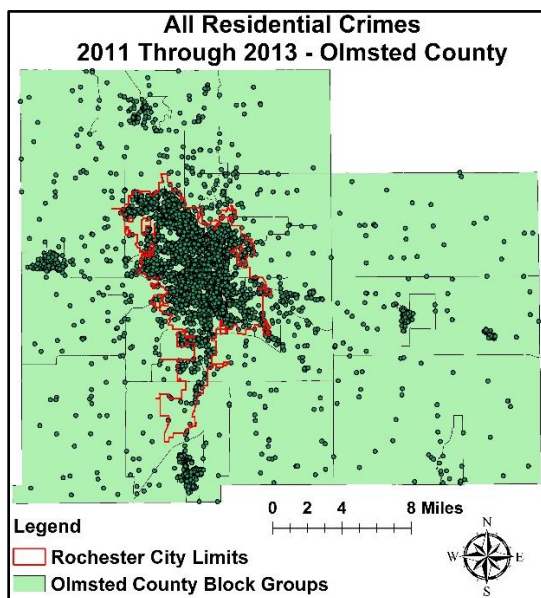 All Residential Crimes
2011 Through 2013 - Olmsted County
0 2 4 8 Miles
Legend
Rochester City Limits
Olmsted County Block Groups
N
W E
S